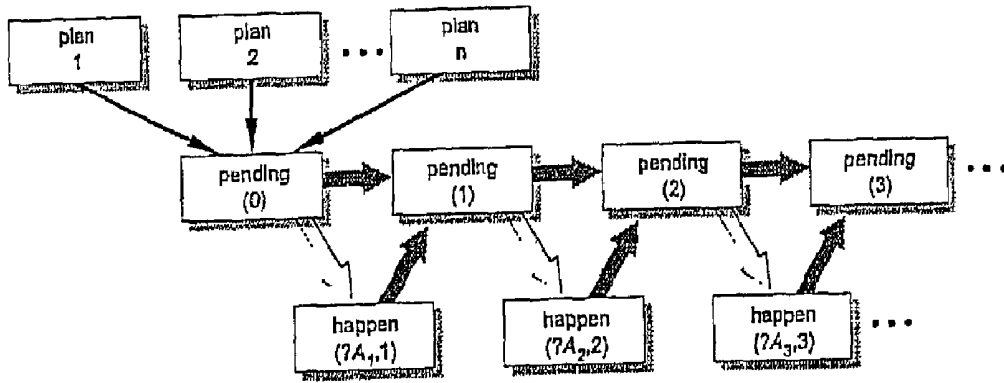 plan
1
plan
2
• • •
plan
n
• • •
pending
(0)
pending
(1)
pending
(2)
pending
(3)
• • •
happen
(?A₁,1)
happen
(?A₂,2)
happen
(?A₃,3)
• • •